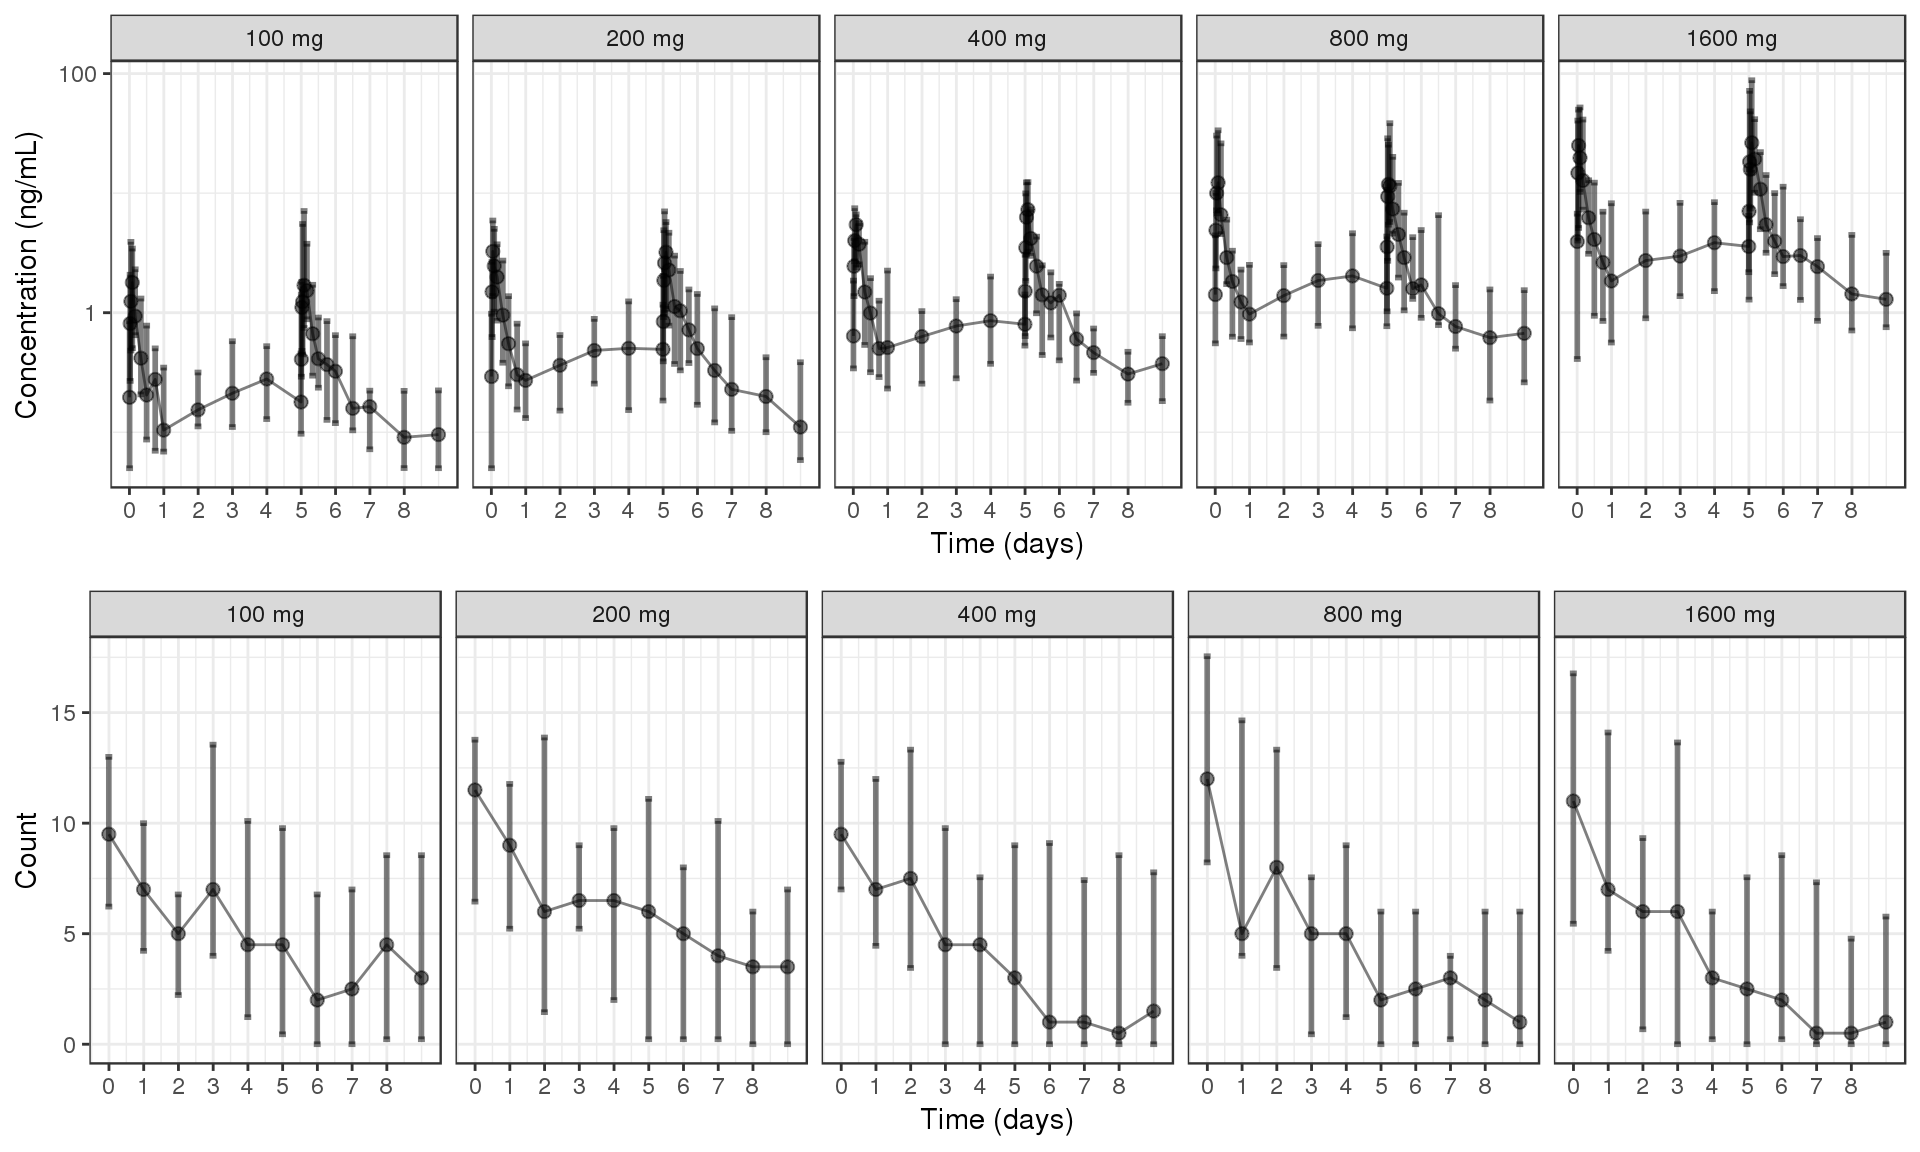 100 mg 200 mg 400 mg 800 mg 1600 mg
100
1
Concentration (ng/mL)
0 1 2 3 4 5 6 7 8 0 1 2 3 4 5 6 7 8 0 1 2 3 4 5 6 7 8 0 1 2 3 4 5 6 7 8 0 1 2 3 4 5 6 7 8
Time (days)
100 mg 200 mg 400 mg 800 mg 1600 mg
15
10
5
0
Count
0 1 2 3 4 5 6 7 8 0 1 2 3 4 5 6 7 8 0 1 2 3 4 5 6 7 8 0 1 2 3 4 5 6 7 8 0 1 2 3 4 5 6 7 8
Time (days)